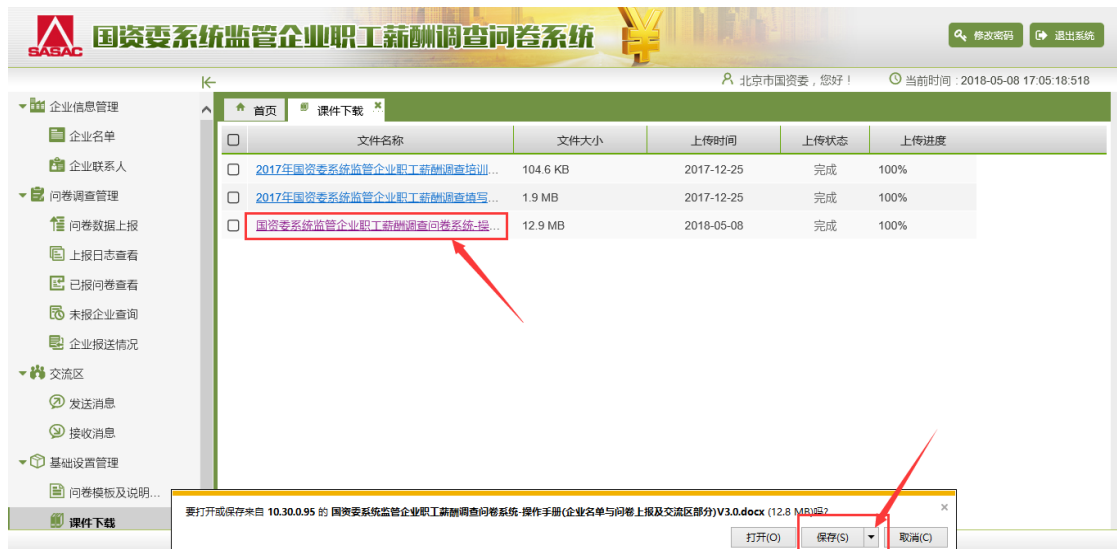 SASAC
国资委系统监管企业职工薪酬调查问卷系统
修改密码 退出系统
北京市国资委，您好！ 当前时间：2018-05-08 17:05:18:518
企业信息管理
企业名单
企业联系人
问卷调查管理
问卷数据上报
上报日志查看
已报问卷查看
未报企业查询
企业报送情况
交流区
发送消息
接收消息
基础设置管理
问卷模板及说明...
课件下载
首页 课件下载
文件名称 文件大小 上传时间 上传状态 上传进度
2017年国资委系统监管企业职工薪酬调查培训... 104.6 KB 2017-12-25 完成 100%
2017年国资委系统监管企业职工薪酬调查填写... 1.9 MB 2017-12-25 完成 100%
国资委系统监管企业职工薪酬调查问卷系统-操... 12.9 MB 2018-05-08 完成 100%
要打开或保存来自 10.30.0.95 的 国资委系统监管企业职工薪酬调查问卷系统-操作手册(企业名单与问卷上报及交流区部分)V3.0.docx (12.8 MB)吗?
打开(O) 保存(S) 取消(C)